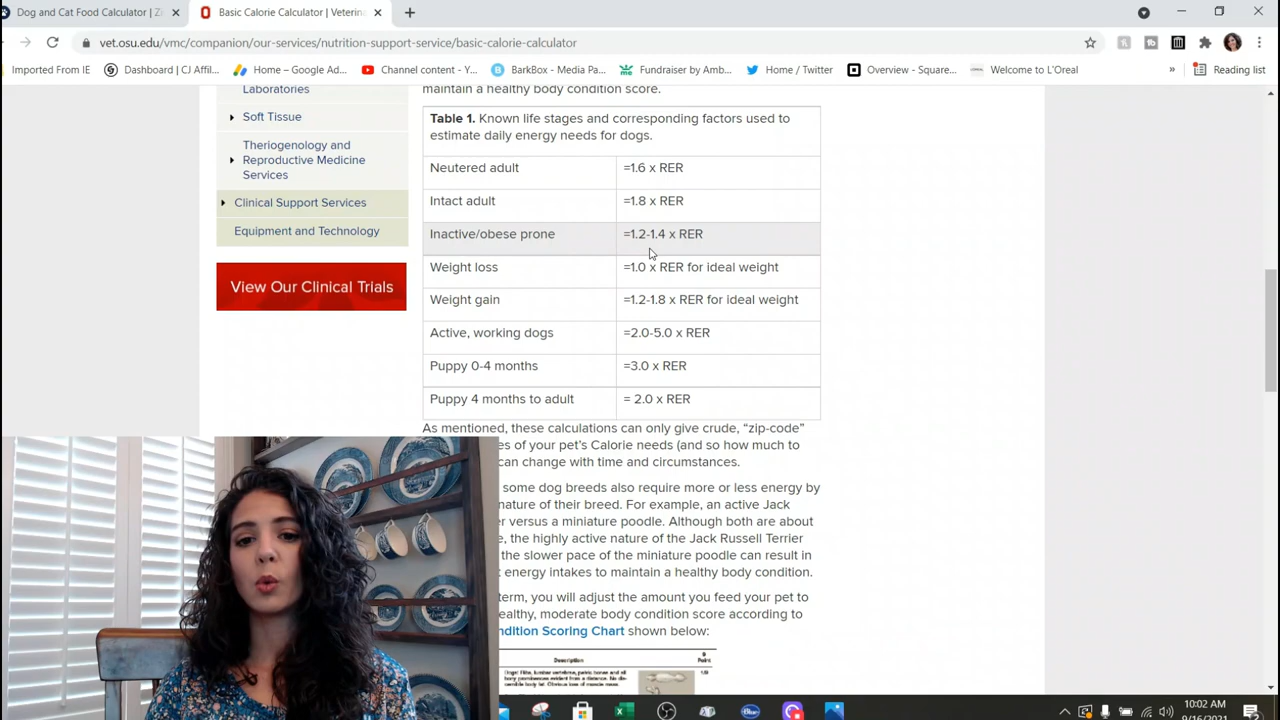 Dog and Cat Food Calculator | Z
Basic Calorie Calculator | Veterina
vet.osu.edu/vmc/companion/our-services/nutrition-support-service/basic-calorie-calculator
Imported From IE
Dashboard | CJ Affil...
Home – Google Ad...
Channel content - Y...
BarkBox - Media Pa...
Fundraiser by Amb...
Home / Twitter
Overview - Square...
Welcome to L'Oreal
»
Reading list
Laboratories
Soft Tissue
Theriogenology and
Reproductive Medicine
Services
Clinical Support Services
Equipment and Technology
View Our Clinical Trials
maintain a healthy body condition score.
Table 1. Known life stages and corresponding factors used to
estimate daily energy needs for dogs.
Neutered adult =1.6 x RER
Intact adult =1.8 x RER
Inactive/obese prone =1.2-1.4 x RER
Weight loss =1.0 x RER for ideal weight
Weight gain =1.2-1.8 x RER for ideal weight
Active, working dogs =2.0-5.0 x RER
Puppy 0-4 months =3.0 x RER
Puppy 4 months to adult = 2.0 x RER
As mentioned, these calculations can only give crude, “zip-code”
es of your pet's Calorie needs (and so how much to
can change with time and circumstances.
some dog breeds also require more or less energy by
nature of their breed. For example, an active Jack
r versus a miniature poodle. Although both are about
e, the highly active nature of the Jack Russell Terrier
the slower pace of the miniature poodle can result in
t energy intakes to maintain a healthy body condition.
term, you will adjust the amount you feed your pet to
ealthy, moderate body condition score according to
ndition Scoring Chart shown below:
Description
Point
10:02 AM
9/16/2021